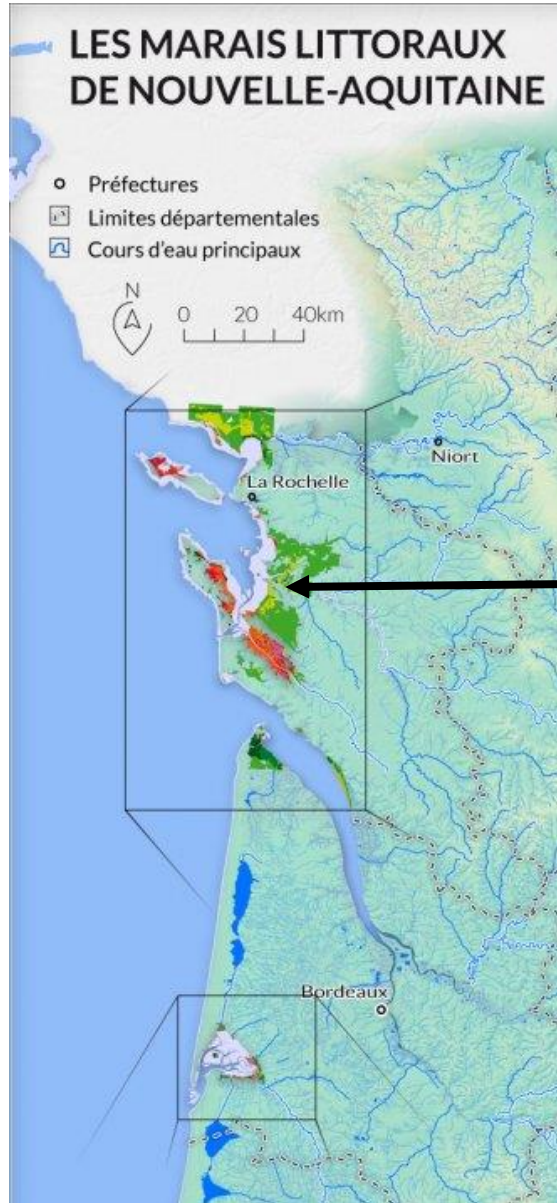 LES MARAIS LITTORAUX
DE NOUVELLE-AQUITAINE
Préfectures
Limites départementales
Cours d'eau principaux
N
0 20 40km
Niort
La Rochelle
Bordeaux